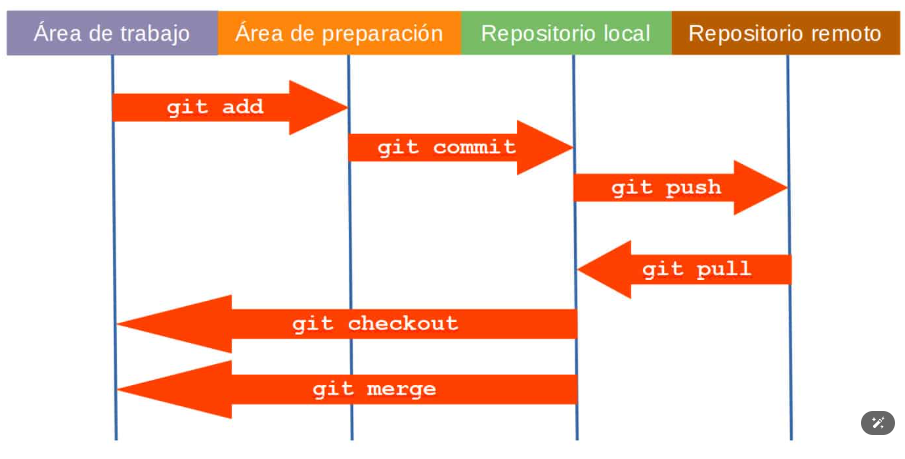 Área de trabajo
Área de preparación
Repositorio local
Repositorio remoto
git add
git commit
git push
git pull
git checkout
git merge